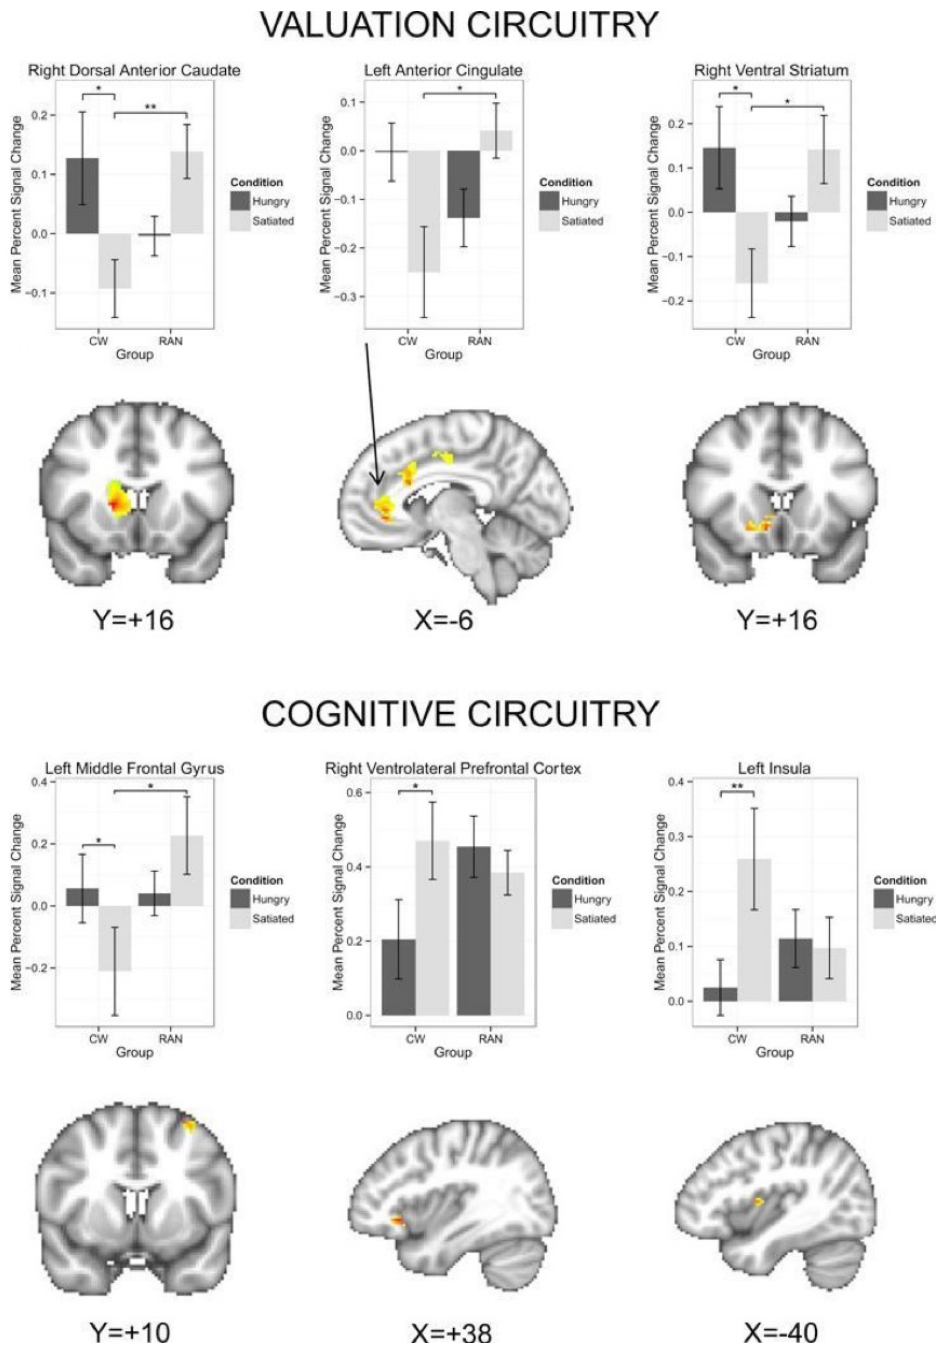 VALUATION CIRCUITRY
Right Dorsal Anterior Caudate
Mean Percent Signal Change
0.2
0.1
0.0
−0.1
*
**
CW
RAN
Group
Condition
Hungry
Satiated
Left Anterior Cingulate
Mean Percent Signal Change
0.1
0.0
−0.1
−0.2
−0.3
*
CW
RAN
Group
Condition
Hungry
Satiated
Right Ventral Striatum
Mean Percent Signal Change
0.2
0.1
0.0
−0.1
−0.2
*
*
CW
RAN
Group
Condition
Hungry
Satiated
Y=+16
X=-6
Y=+16
COGNITIVE CIRCUITRY
Left Middle Frontal Gyrus
Mean Percent Signal Change
0.4
0.2
0.0
−0.2
*
*
CW
RAN
Group
Condition
Hungry
Satiated
Right Ventrolateral Prefrontal Cortex
Mean Percent Signal Change
0.6
0.4
0.2
0.0
*
CW
RAN
Group
Condition
Hungry
Satiated
Left Insula
Mean Percent Signal Change
0.4
0.3
0.2
0.1
0.0
**
CW
RAN
Group
Condition
Hungry
Satiated
Y=+10
X=+38
X=-40